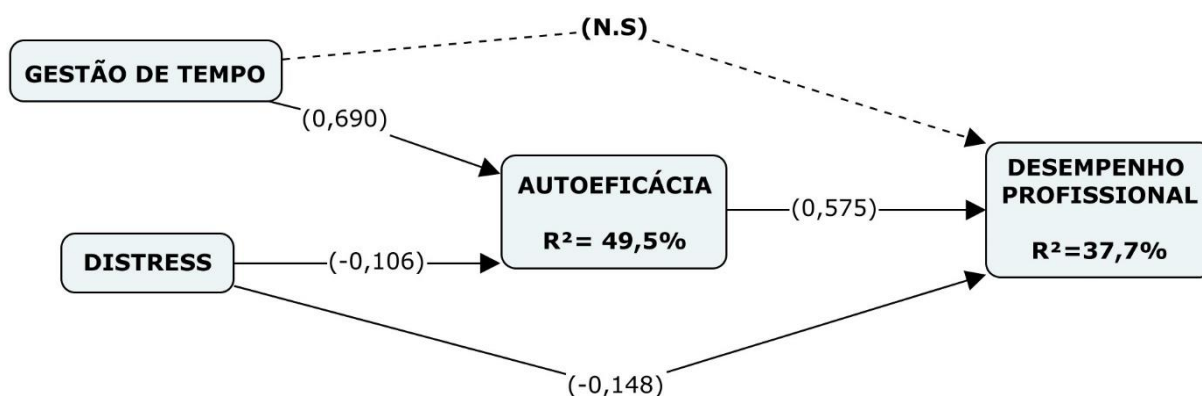 (N.S)
GESTÃO DE TEMPO
(0,690)
AUTOEFICÁCIA
R²= 49,5%
(0,575)
DESEMPENHO
PROFISSIONAL
R²=37,7%
DISTRESS
(-0,106)
(-0,148)